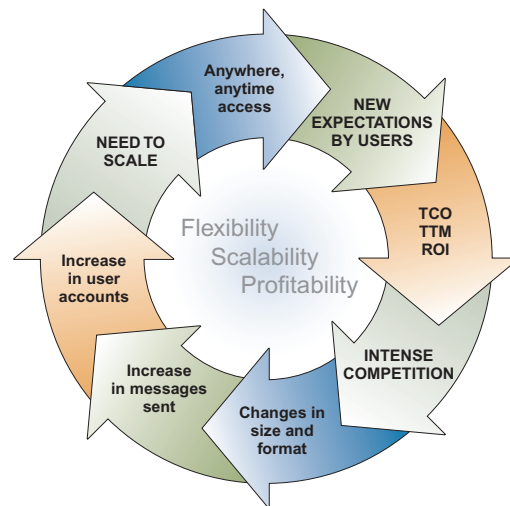 Anywhere,
anytime
access
NEW
EXPECTATIONS
BY USERS
TCO
TTM
ROI
INTENSE
COMPETITION
Changes in
size and
format
Increase
in messages
sent
Increase
in user
accounts
NEED TO
SCALE
Flexibility
Scalability
Profitability